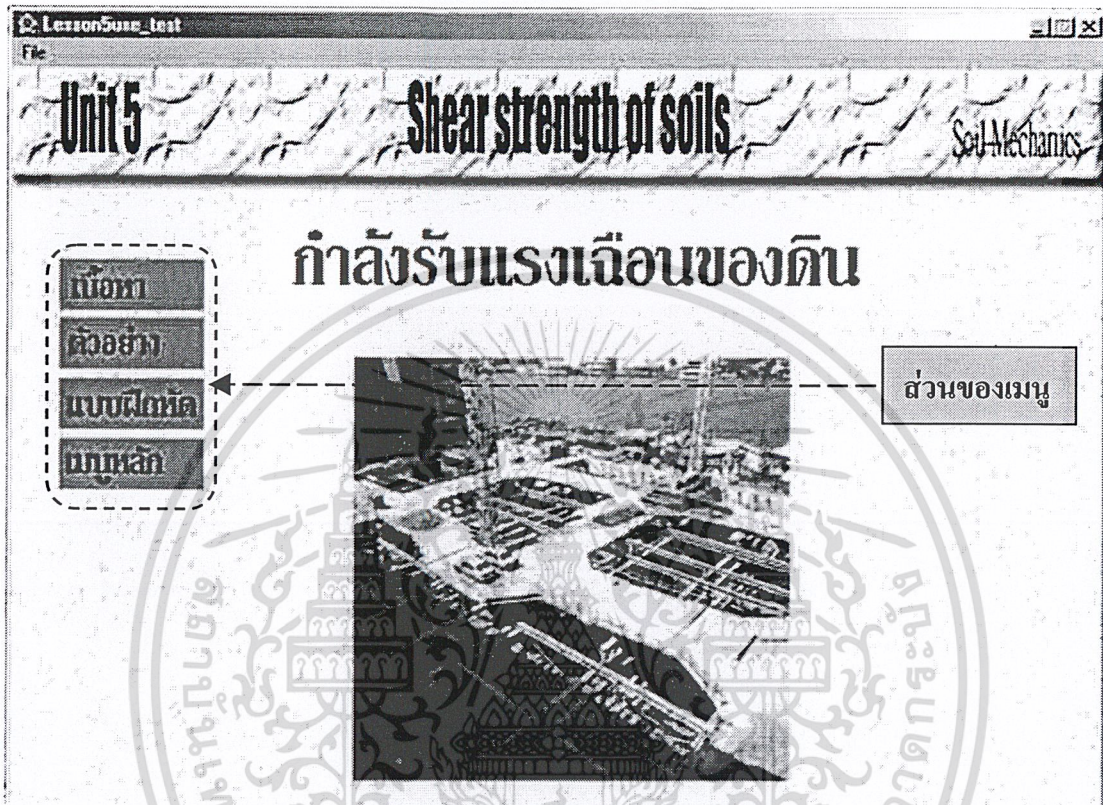 Lesson5use_test
File
Unit 5 Shear strength of soils Soil Mechanics
กำลังรับแรงเฉือนของดิน
เนื้อหา
ตัวอย่าง
แบบฝึกหัด
เมนูหลัก
ส่วนของเมนู